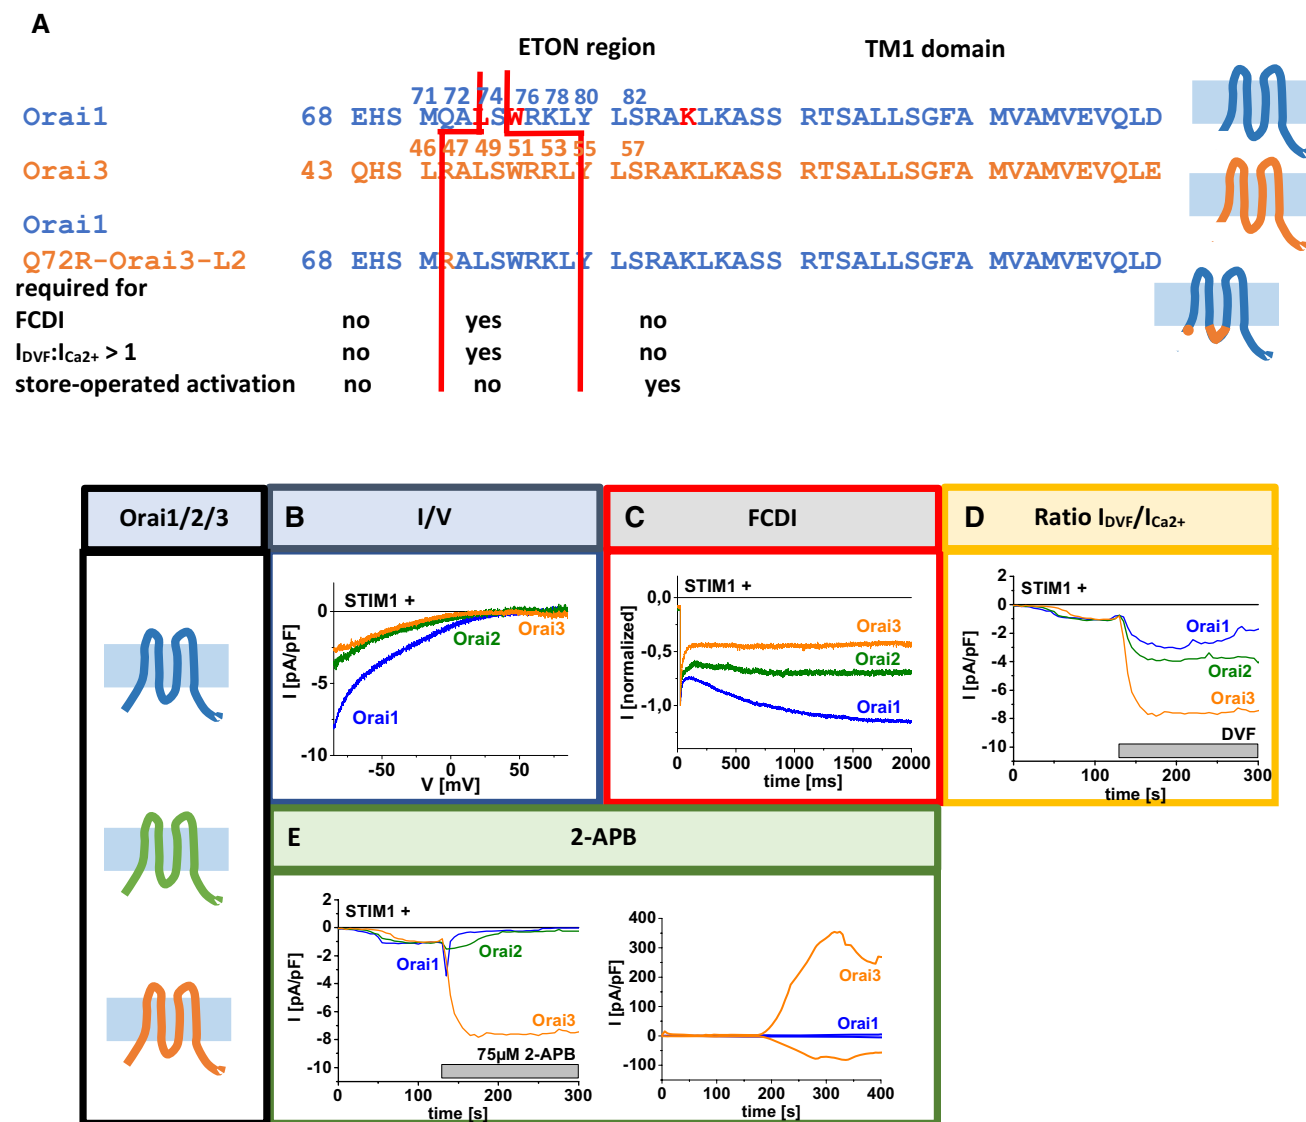 A
ETON region TM1 domain
71 72 74 76 78 80 82
Orai1 68 EHS MQALSWRKLY LSRAKLKASS RTSALLSGFA MVAMVEVQLD
46 47 49 51 53 55 57
Orai3 43 QHS LRALSWRRLY LSRAKLKASS RTSALLSGFA MVAMVEVQLE
Orai1
Q72R-Orai3-L2 68 EHS MRALSWRKLY LSRAKLKASS RTSALLSGFA MVAMVEVQLD
required for
FCDI no yes no
IDVF:ICa2+ > 1 no yes no
store-operated activation no no yes
Orai1/2/3
B I/V
STIM1 +
0
-5
-10
I [pA/pF]
Orai3
Orai2
Orai1
-50 0 50
V [mV]
C FCDI
STIM1 +
0,0
-0,5
-1,0
I [normalized]
Orai3
Orai2
Orai1
0 500 1000 1500 2000
time [ms]
D Ratio IDVF/ICa2+
2
STIM1 +
0
-2
-4
-6
-8
-10
I [pA/pF]
Orai1
Orai2
Orai3
DVF
0 100 200 300
time [s]
E 2-APB
2
STIM1 +
0
-2
-4
-6
-8
-10
I [pA/pF]
Orai1
Orai2
Orai3
75µM 2-APB
0 100 200 300
time [s]
400
300
200
100
0
-100
I [pA/pF]
Orai3
Orai1
0 100 200 300 400
time [s]